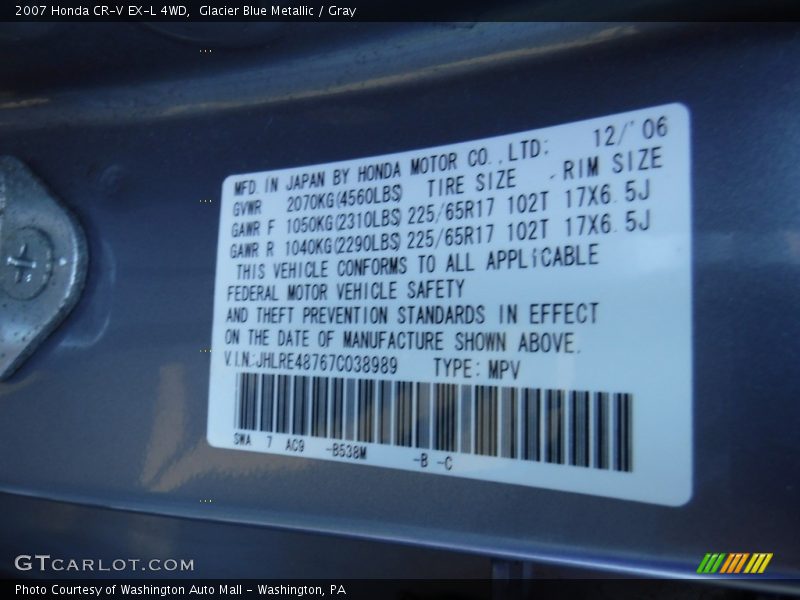 2007 Honda CR-V EX-L 4WD, Glacier Blue Metallic / Gray
MFD. IN JAPAN BY HONDA MOTOR CO.,LTD: 12/'06
GVWR 2070KG(4560LBS) TIRE SIZE RIM SIZE
GAWR F 1050KG(2310LBS) 225/65R17 102T 17X6.5J
GAWR R 1040KG(2290LBS) 225/65R17 102T 17X6.5J
THIS VEHICLE CONFORMS TO ALL APPLICABLE
FEDERAL MOTOR VEHICLE SAFETY
AND THEFT PREVENTION STANDARDS IN EFFECT
ON THE DATE OF MANUFACTURE SHOWN ABOVE.
V.I.N.:JHLRE48767C038989 TYPE: MPV
SWA 7 AC9 -B538M -B -C
GTCARLOT.COM
Photo Courtesy of Washington Auto Mall - Washington, PA